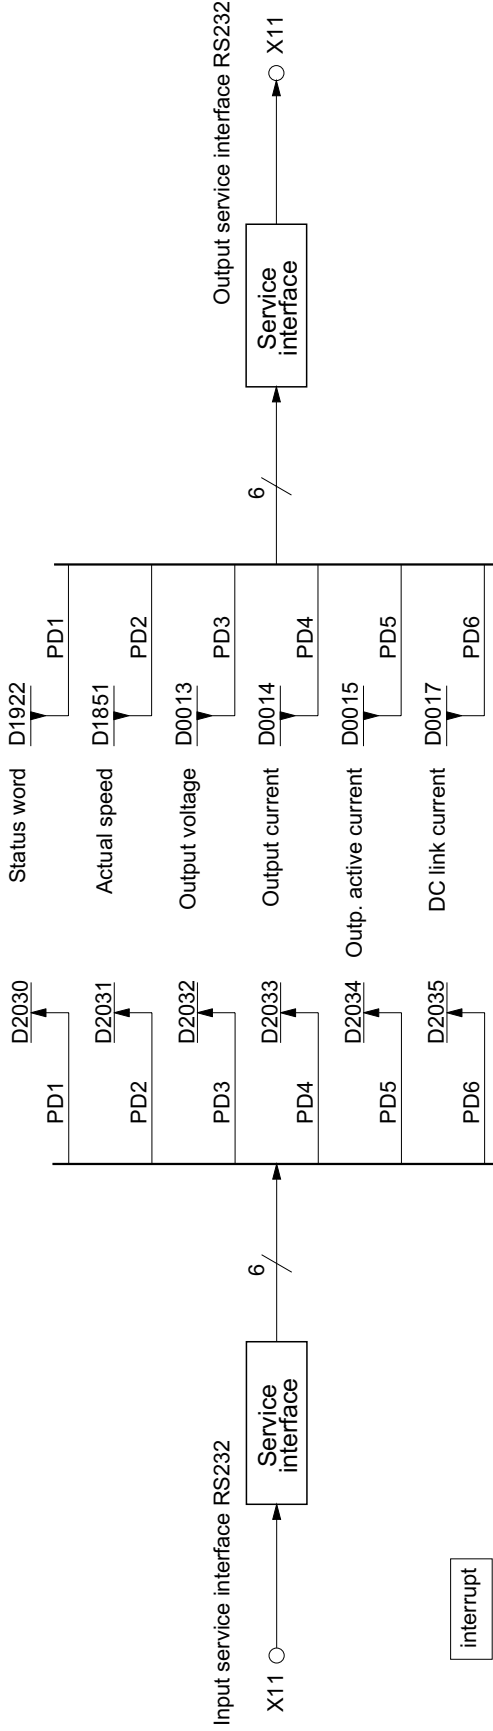 Input service interface RS232
X11
Service
interface
6
PD1
D2030
PD2
D2031
PD3
D2032
PD4
D2033
PD5
D2034
PD6
D2035
Status word
D1922
PD1
Actual speed
D1851
PD2
Output voltage
D0013
PD3
Output current
D0014
PD4
Outp. active current
D0015
PD5
DC link current
D0017
PD6
6
Service
interface
Output service interface RS232
X11
interrupt